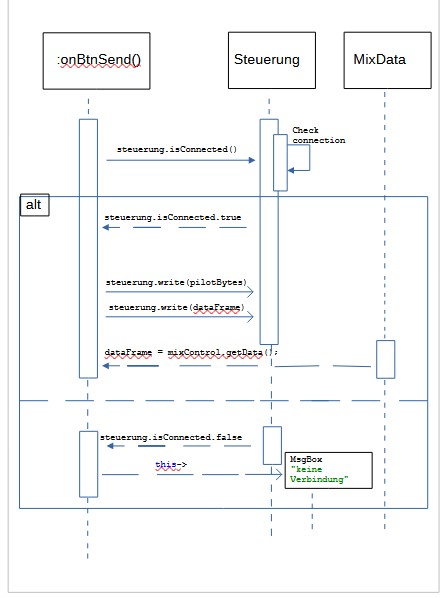 :onBtnSend()
Steuerung
MixData
Check
connection
steuerung.isConnected()
alt
steuerung.isConnected.true
steuerung.write(pilotBytes)
steuerung.write(dataFrame)
dataFrame = mixControl.getData();
steuerung.isConnected.false
this->
MsgBox
"keine
Verbindung"